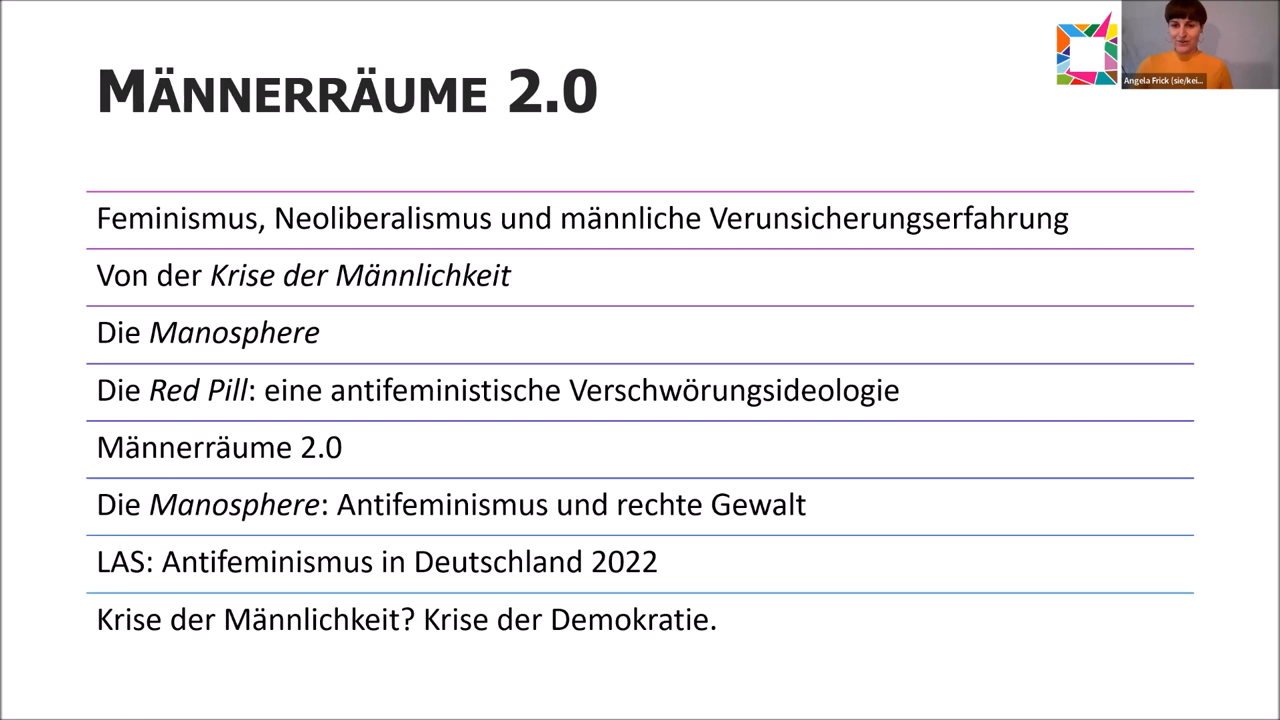 MÄNNERRÄUME 2.0
Angela Frick (sie/kei...
Feminismus, Neoliberalismus und männliche Verunsicherungserfahrung
Von der Krise der Männlichkeit
Die Manosphere
Die Red Pill: eine antifeministische Verschwörungsideologie
Männerräume 2.0
Die Manosphere: Antifeminismus und rechte Gewalt
LAS: Antifeminismus in Deutschland 2022
Krise der Männlichkeit? Krise der Demokratie.